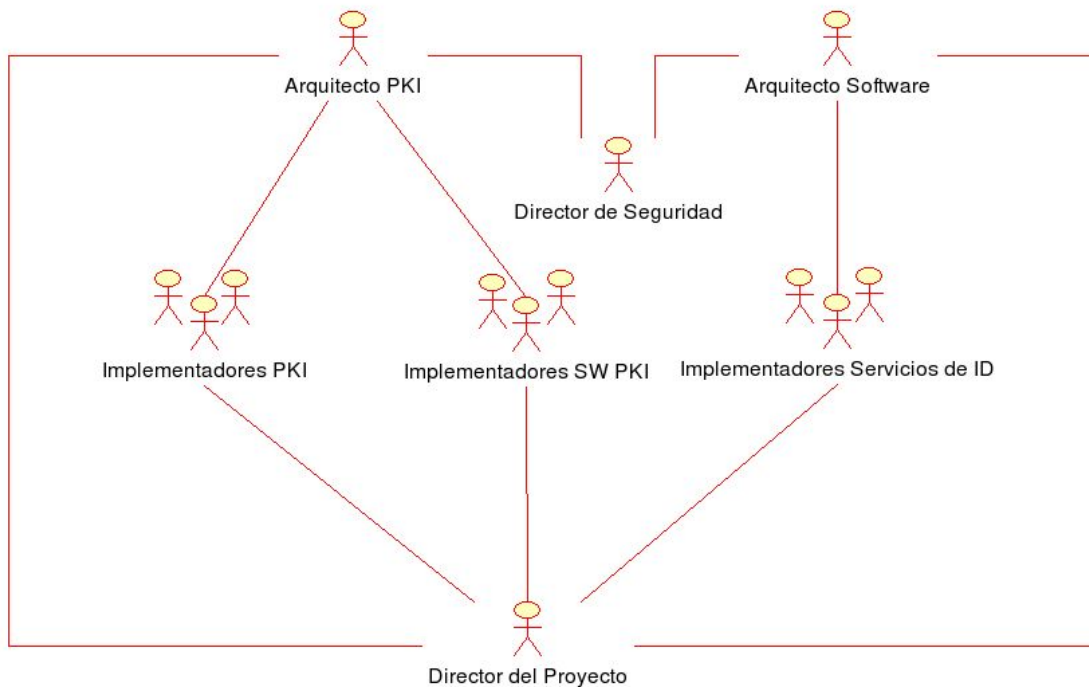 Arquitecto PKI
Arquitecto Software
Director de Seguridad
Implementadores PKI
Implementadores SW PKI
Implementadores Servicios de ID
Director del Proyecto